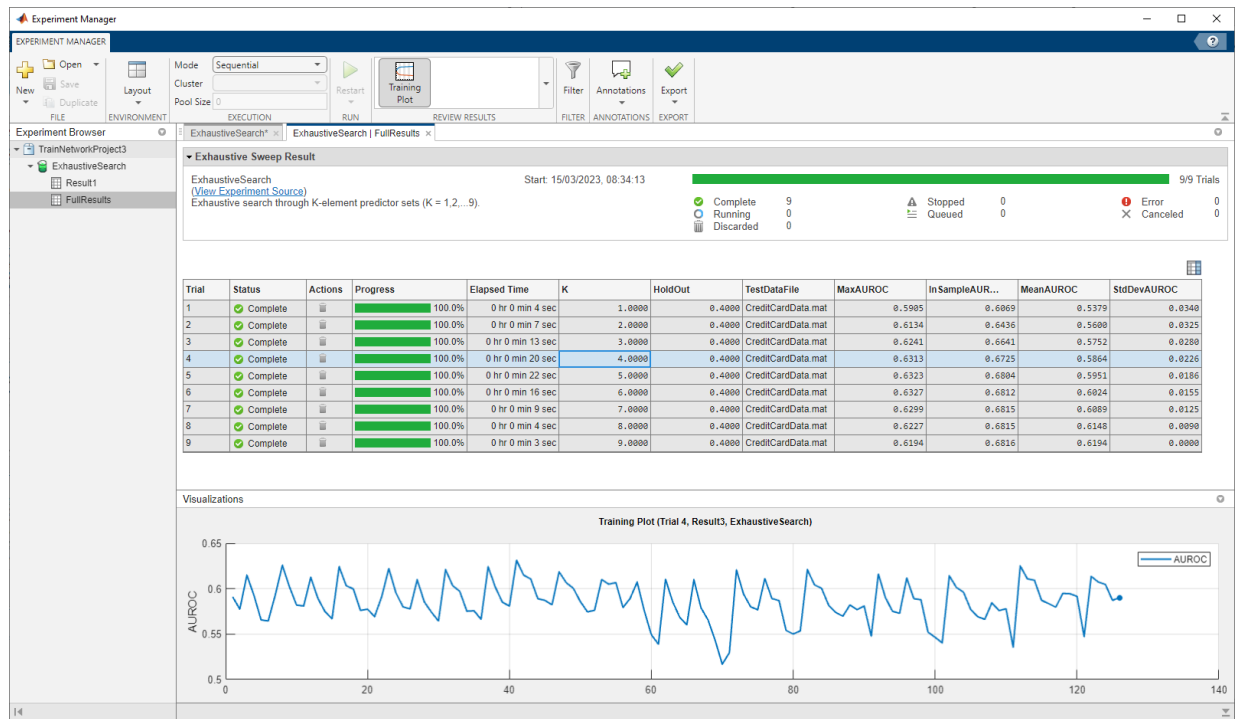 Experiment Manager
EXPERIMENT MANAGER
?
New
Open
Save
Duplicate
FILE
Layout
ENVIRONMENT
Mode Sequential
Cluster
Pool Size 0
EXECUTION
Restart
RUN
Training Plot
REVIEW RESULTS
Filter
FILTER
Annotations
ANNOTATIONS
Export
EXPORT
Experiment Browser
TrainNetworkProject3
ExhaustiveSearch
Result1
FullResults
ExhaustiveSearch* ×
ExhaustiveSearch | FullResults ×
Exhaustive Sweep Result
ExhaustiveSearch
Start: 15/03/2023, 08:34:13
9/9 Trials
(View Experiment Source)
Exhaustive search through K-element predictor sets (K = 1,2,...9).
Complete 9 Stopped 0 Error 0
Running 0 Queued 0 Canceled 0
Discarded 0
Trial Status Actions Progress Elapsed Time K HoldOut TestDataFile MaxAUROC InSampleAUR... MeanAUROC StdDevAUROC
1 Complete 100.0% 0 hr 0 min 4 sec 1.0000 0.4000 CreditCardData.mat 0.5905 0.6069 0.5379 0.0340
2 Complete 100.0% 0 hr 0 min 7 sec 2.0000 0.4000 CreditCardData.mat 0.6134 0.6436 0.5600 0.0325
3 Complete 100.0% 0 hr 0 min 13 sec 3.0000 0.4000 CreditCardData.mat 0.6241 0.6641 0.5752 0.0280
4 Complete 100.0% 0 hr 0 min 20 sec 4.0000 0.4000 CreditCardData.mat 0.6313 0.6725 0.5864 0.0226
5 Complete 100.0% 0 hr 0 min 22 sec 5.0000 0.4000 CreditCardData.mat 0.6323 0.6804 0.5951 0.0186
6 Complete 100.0% 0 hr 0 min 16 sec 6.0000 0.4000 CreditCardData.mat 0.6327 0.6812 0.6024 0.0155
7 Complete 100.0% 0 hr 0 min 9 sec 7.0000 0.4000 CreditCardData.mat 0.6299 0.6815 0.6089 0.0125
8 Complete 100.0% 0 hr 0 min 4 sec 8.0000 0.4000 CreditCardData.mat 0.6227 0.6815 0.6148 0.0090
9 Complete 100.0% 0 hr 0 min 3 sec 9.0000 0.4000 CreditCardData.mat 0.6194 0.6816 0.6194 0.0000
Visualizations
Training Plot (Trial 4, Result3, ExhaustiveSearch)
AUROC
0.65
0.6
0.55
0.5
AUROC
0 20 40 60 80 100 120 140